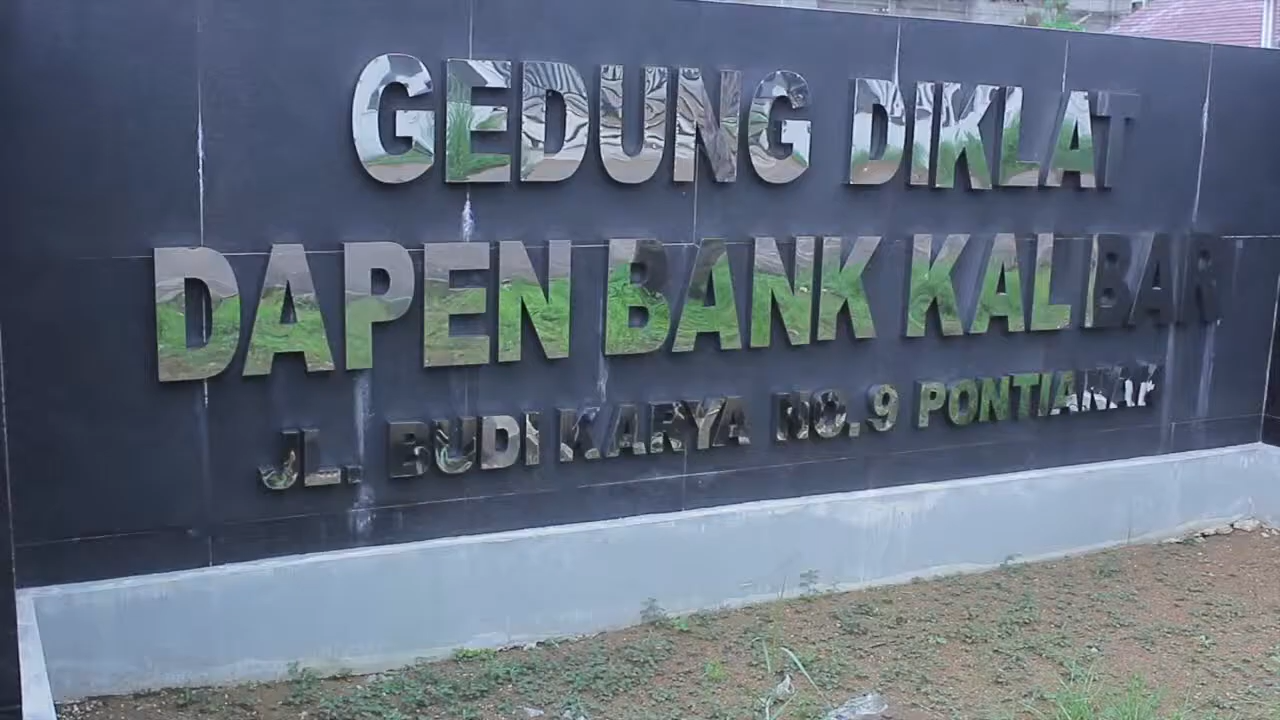 GEDUNG DIKLAT
DAPEN BANK KALBAR
JL. BUDI KARYA NO.9 PONTIANAK